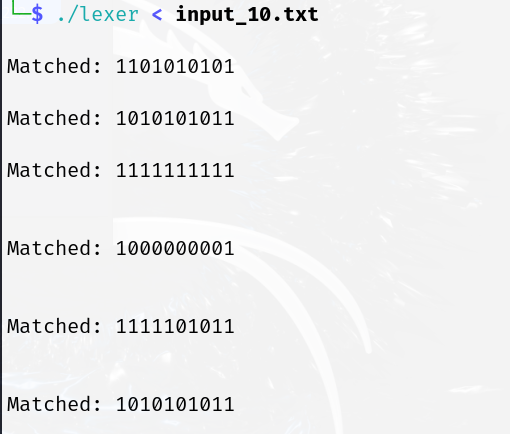 └─$ ./lexer < input_10.txt
Matched: 1101010101
Matched: 1010101011
Matched: 1111111111
Matched: 1000000001
Matched: 1111101011
Matched: 1010101011